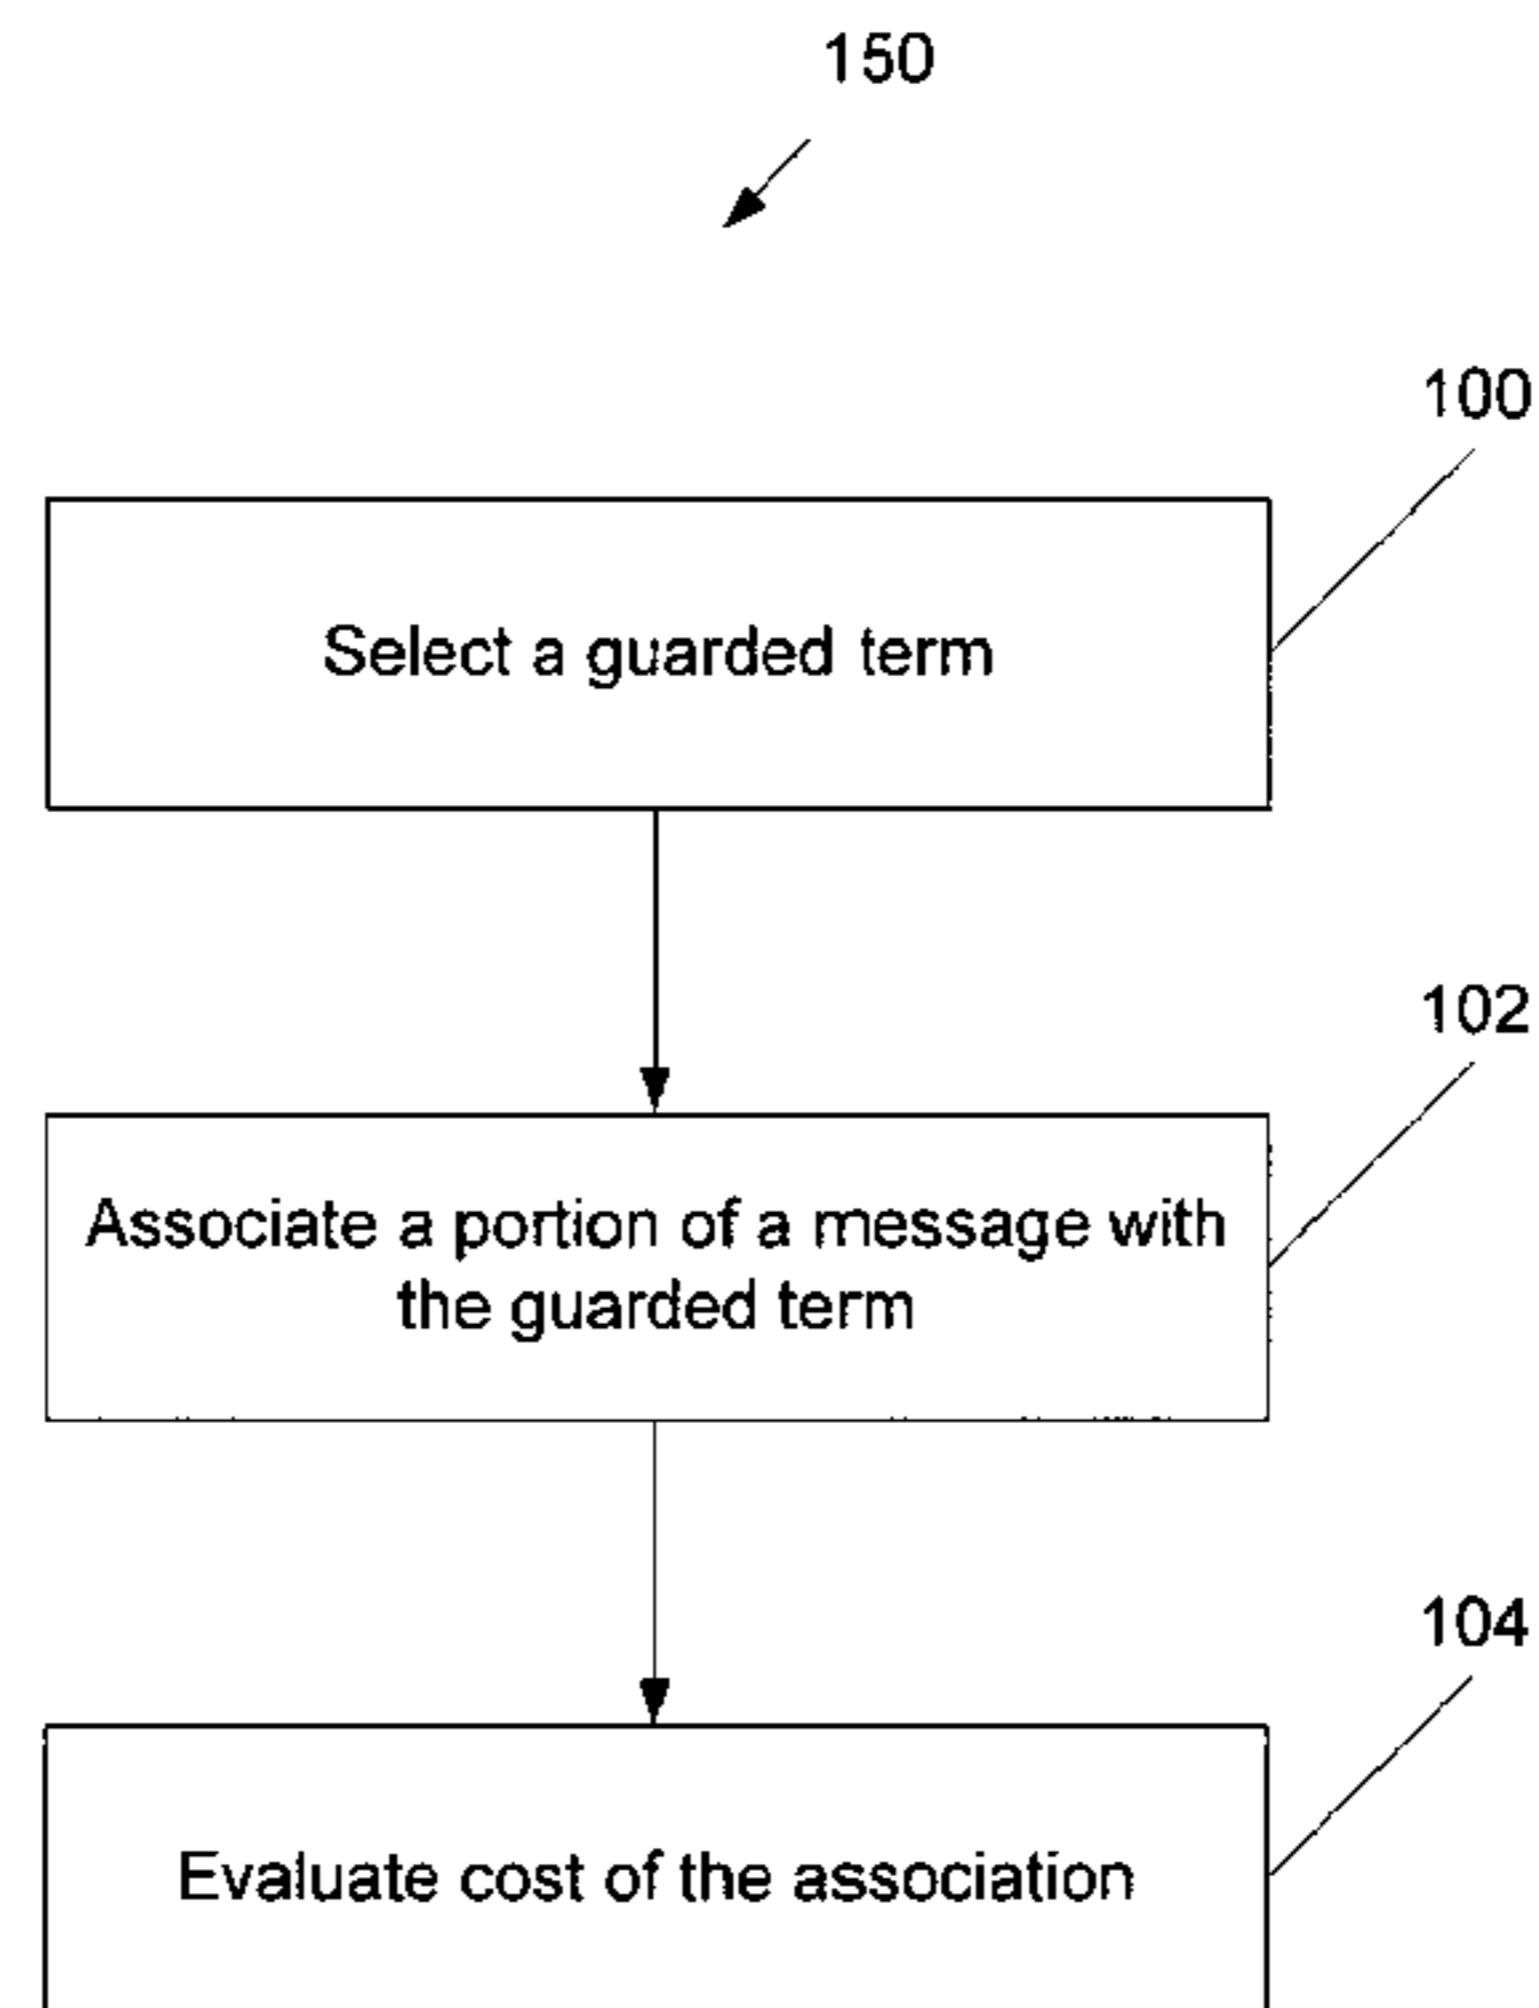 150
100
Select a guarded term
102
Associate a portion of a message with
the guarded term
104
Evaluate cost of the association